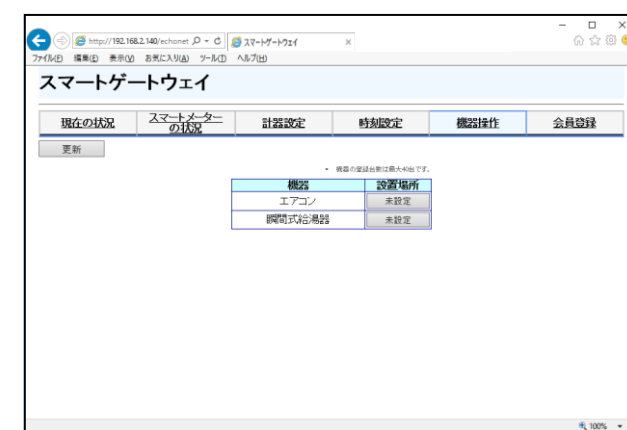 http://192.168.2.140/echonet
スマートゲートウェイ
ファイル(F) 編集(E) 表示(V) お気に入り(A) ツール(T) ヘルプ(H)
スマートゲートウェイ
現在の状況 スマートメーターの状況 計器設定 時刻設定 機器操作 会員登録
更新
• 機器の登録台数は最大40台です。
機器 設置場所
エアコン 未設定
瞬間式給湯器 未設定
100%